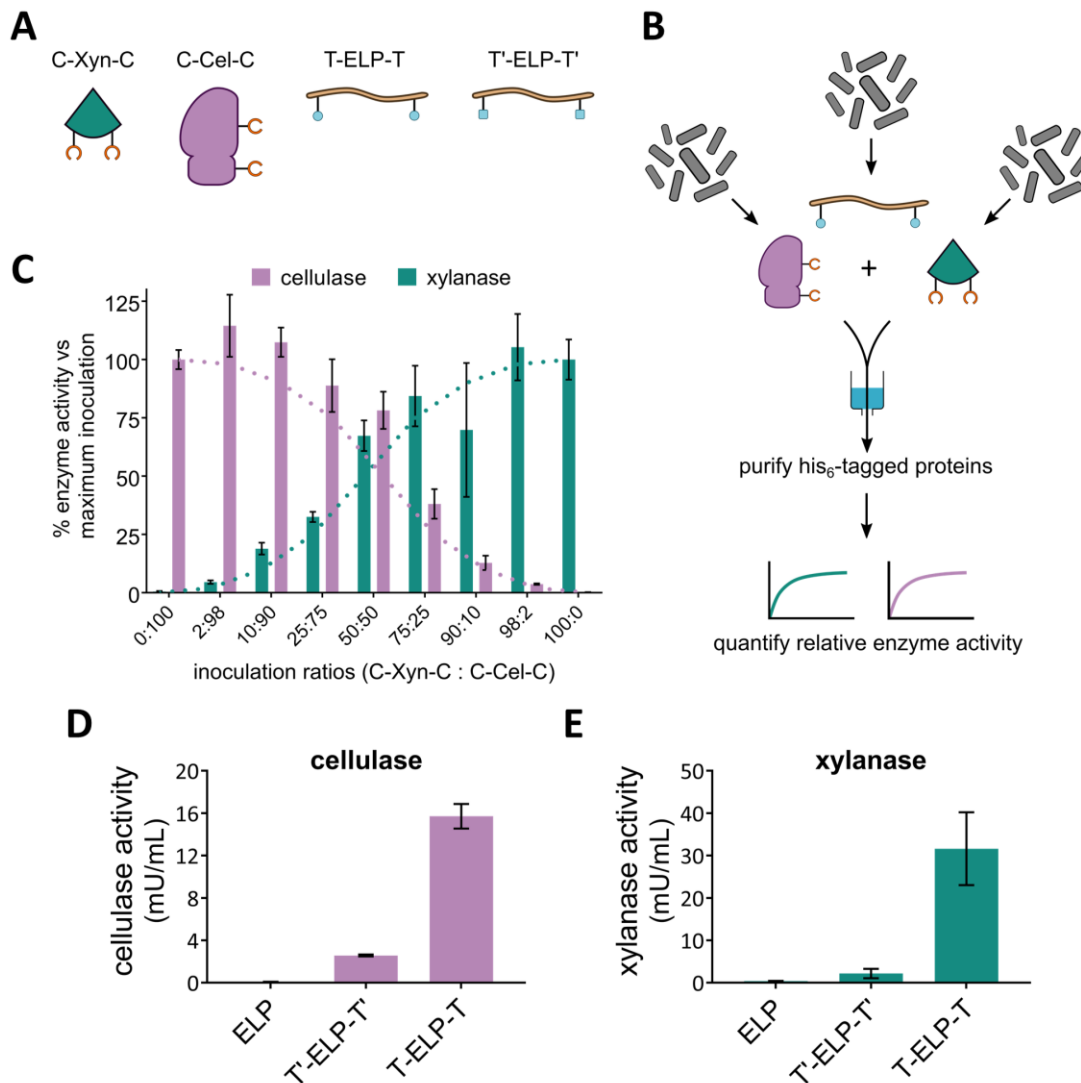 A
C-Xyn-C C-Cel-C T-ELP-T T'-ELP-T'
B
+
purify his₆-tagged proteins
quantify relative enzyme activity
C
cellulase xylanase
% enzyme activity vs
maximum inoculation
125
100
75
50
25
0
0:100 2:98 10:90 25:75 50:50 75:25 90:10 98:2 100:0
inoculation ratios (C-Xyn-C : C-Cel-C)
D
cellulase
cellulase activity
(mU/mL)
20
16
12
8
4
0
ELP T'-ELP-T' T-ELP-T
E
xylanase
xylanase activity
(mU/mL)
50
40
30
20
10
0
ELP T'-ELP-T' T-ELP-T